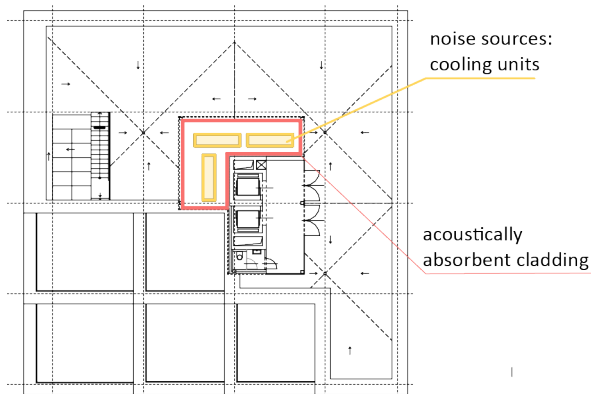 noise sources:
cooling units
acoustically
absorbent cladding